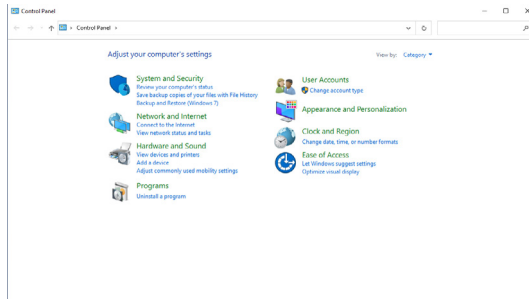 Control Panel
Control Panel
Adjust your computer's settings
View by: Category
System and Security
Review your computer's status
Save backup copies of your files with File History
Backup and Restore (Windows 7)
Network and Internet
Connect to the Internet
View network status and tasks
Hardware and Sound
View devices and printers
Add a device
Adjust commonly used mobility settings
Programs
Uninstall a program
User Accounts
Change account type
Appearance and Personalization
Clock and Region
Change date, time, or number formats
Ease of Access
Let Windows suggest settings
Optimize visual display